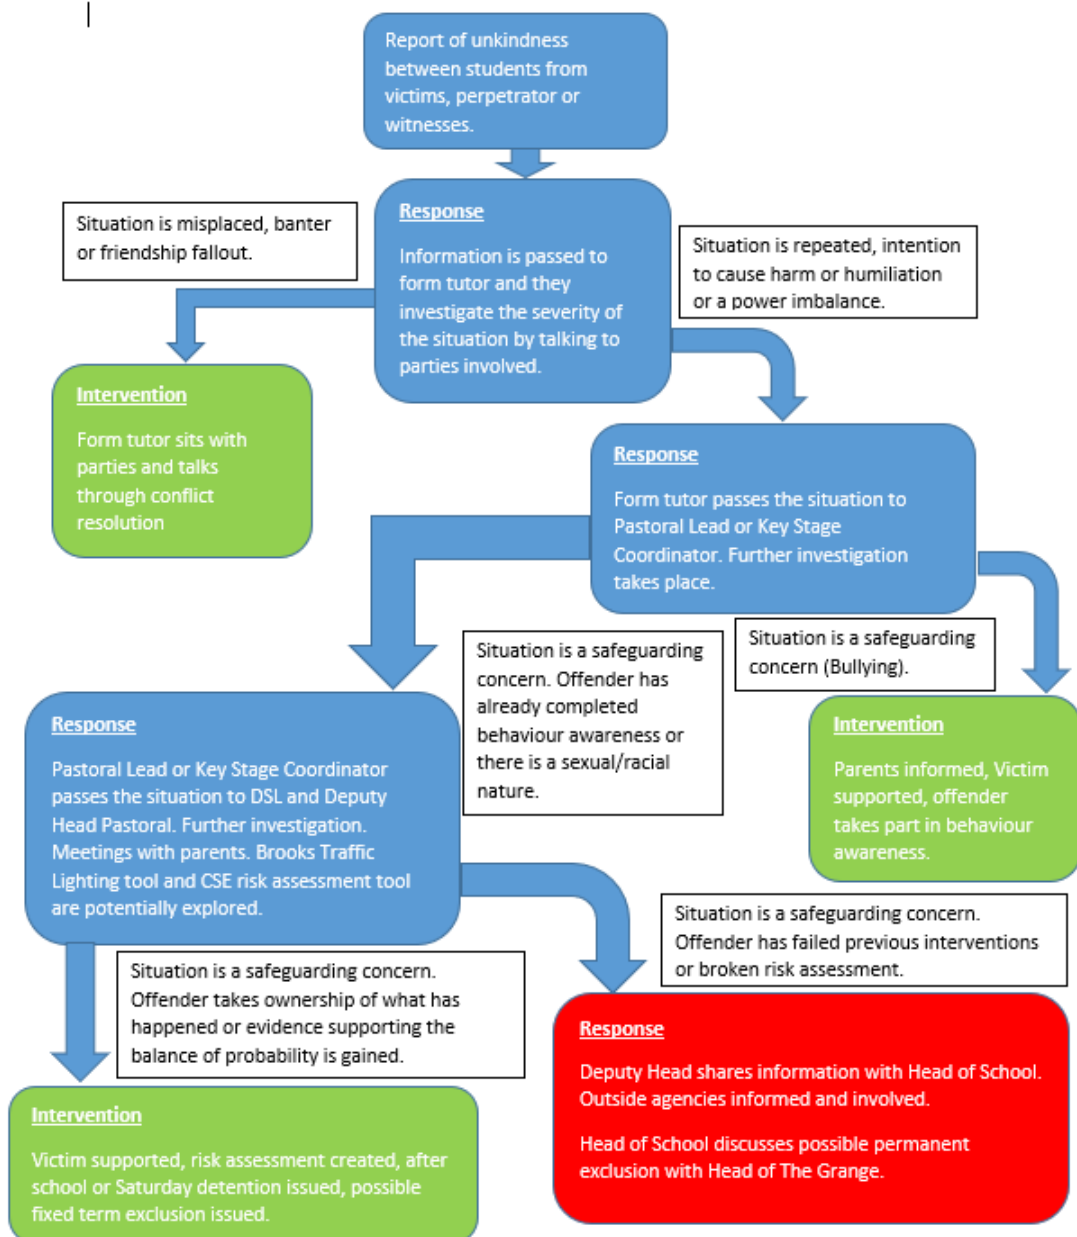 Report of unkindness
between students from
victims, perpetrator or
witnesses.
Response
Information is passed to
form tutor and they
investigate the severity of
the situation by talking to
parties involved.
Situation is misplaced, banter
or friendship fallout.
Situation is repeated, intention
to cause harm or humiliation
or a power imbalance.
Intervention
Form tutor sits with
parties and talks
through conflict
resolution
Response
Form tutor passes the situation to
Pastoral Lead or Key Stage
Coordinator. Further investigation
takes place.
Situation is a safeguarding
concern. Offender has
already completed
behaviour awareness or
there is a sexual/racial
nature.
Situation is a safeguarding
concern (Bullying).
Response
Pastoral Lead or Key Stage Coordinator
passes the situation to DSL and Deputy
Head Pastoral. Further investigation.
Meetings with parents. Brooks Traffic
Lighting tool and CSE risk assessment tool
are potentially explored.
Intervention
Parents informed, Victim
supported, offender
takes part in behaviour
awareness.
Situation is a safeguarding concern.
Offender has failed previous interventions
or broken risk assessment.
Situation is a safeguarding concern.
Offender takes ownership of what has
happened or evidence supporting the
balance of probability is gained.
Response
Deputy Head shares information with Head of School.
Outside agencies informed and involved.
Head of School discusses possible permanent
exclusion with Head of The Grange.
Intervention
Victim supported, risk assessment created, after
school or Saturday detention issued, possible
fixed term exclusion issued.